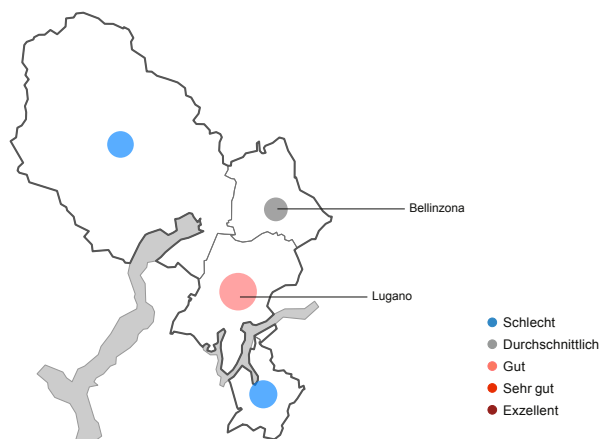 Bellinzona
Lugano
Schlecht
Durchschnittlich
Gut
Sehr gut
Exzellent